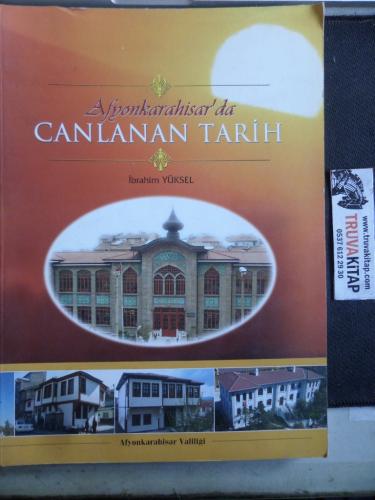 Afyonkarahisar'da
CANLANAN TARİH
İbrahim YÜKSEL
Afyonkarahisar Valiliği
TRUVAKITAP
www.truvakitap.com
0537 612 29 30